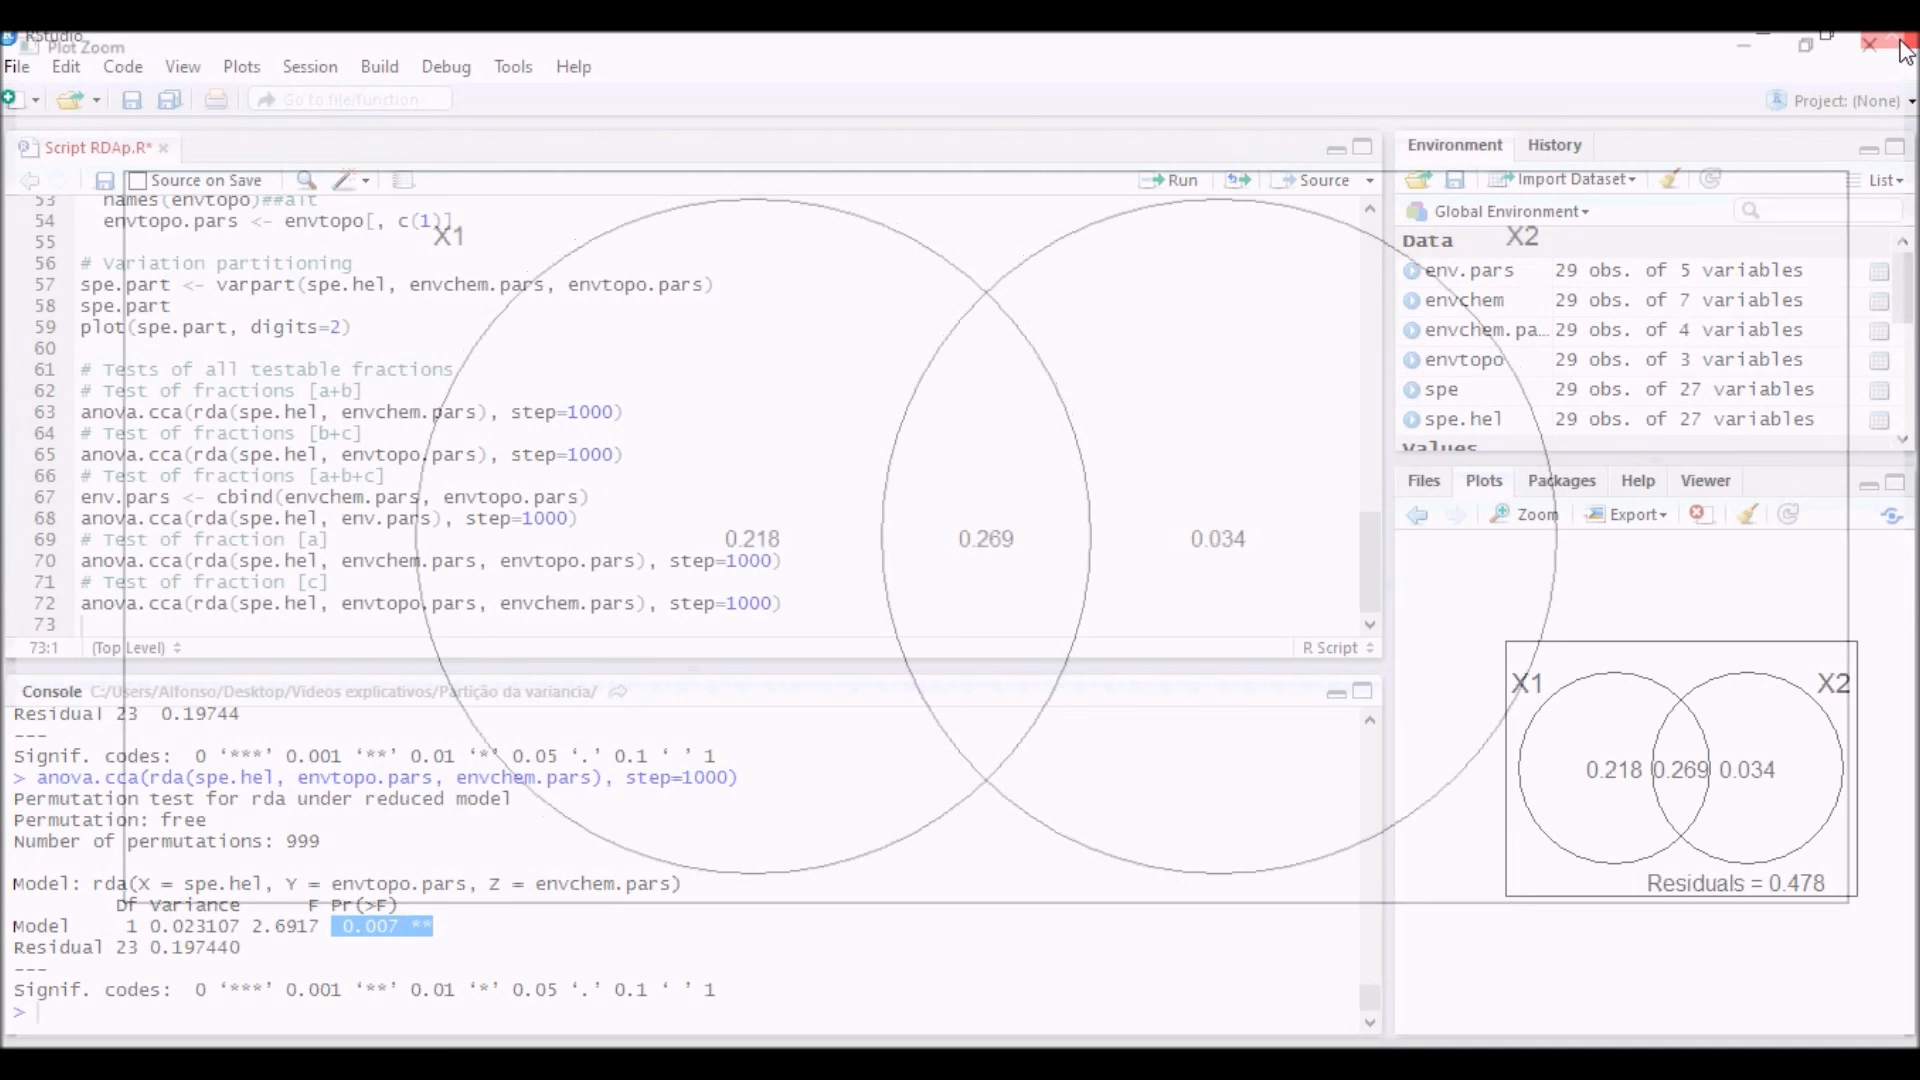 RStudio
Plot Zoom
File Edit Code View Plots Session Build Debug Tools Help
Go to file/function
Project: (None)
Script RDAp.R*
Source on Save
Run
Source
53 names(envtopo)##alt
54 envtopo.pars <- envtopo[, c(1)]
55
56 # Variation partitioning
57 spe.part <- varpart(spe.hel, envchem.pars, envtopo.pars)
58 spe.part
59 plot(spe.part, digits=2)
60
61 # Tests of all testable fractions
62 # Test of fractions [a+b]
63 anova.cca(rda(spe.hel, envchem.pars), step=1000)
64 # Test of fractions [b+c]
65 anova.cca(rda(spe.hel, envtopo.pars), step=1000)
66 # Test of fractions [a+b+c]
67 env.pars <- cbind(envchem.pars, envtopo.pars)
68 anova.cca(rda(spe.hel, env.pars), step=1000)
69 # Test of fraction [a]
70 anova.cca(rda(spe.hel, envchem.pars, envtopo.pars), step=1000)
71 # Test of fraction [c]
72 anova.cca(rda(spe.hel, envtopo.pars, envchem.pars), step=1000)
73
73:1 (Top Level)
R Script
X1
X2
0.218 0.269 0.034
Console C:/Users/Alfonso/Desktop/Videos explicativos/Partição da variancia/
Residual 23 0.19744
---
Signif. codes: 0 ‘***’ 0.001 ‘**’ 0.01 ‘*’ 0.05 ‘.’ 0.1 ‘ ’ 1
> anova.cca(rda(spe.hel, envtopo.pars, envchem.pars), step=1000)
Permutation test for rda under reduced model
Permutation: free
Number of permutations: 999
Model: rda(X = spe.hel, Y = envtopo.pars, Z = envchem.pars)
Df Variance F Pr(>F)
Model 1 0.023107 2.6917 0.007 **
Residual 23 0.197440
---
Signif. codes: 0 ‘***’ 0.001 ‘**’ 0.01 ‘*’ 0.05 ‘.’ 0.1 ‘ ’ 1
>
Environment History
Import Dataset
List
Global Environment
Data
env.pars 29 obs. of 5 variables
envchem 29 obs. of 7 variables
envchem.pa… 29 obs. of 4 variables
envtopo 29 obs. of 3 variables
spe 29 obs. of 27 variables
spe.hel 29 obs. of 27 variables
Values
Files Plots Packages Help Viewer
Zoom Export
X1 X2
0.218 0.269 0.034
Residuals = 0.478